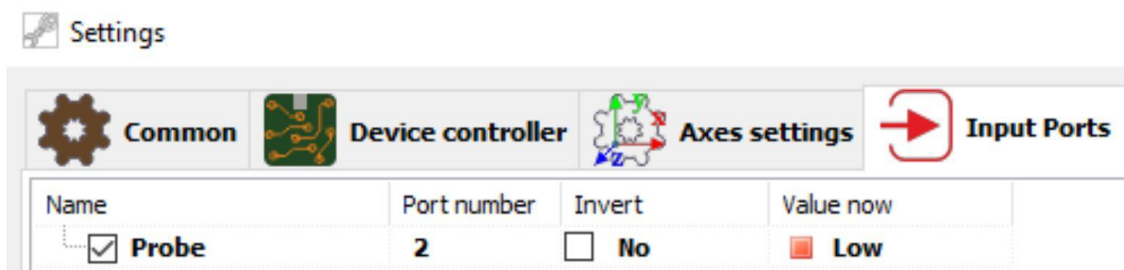 Settings
Common Device controller Axes settings Input Ports
Name Port number Invert Value now
Probe 2 No Low